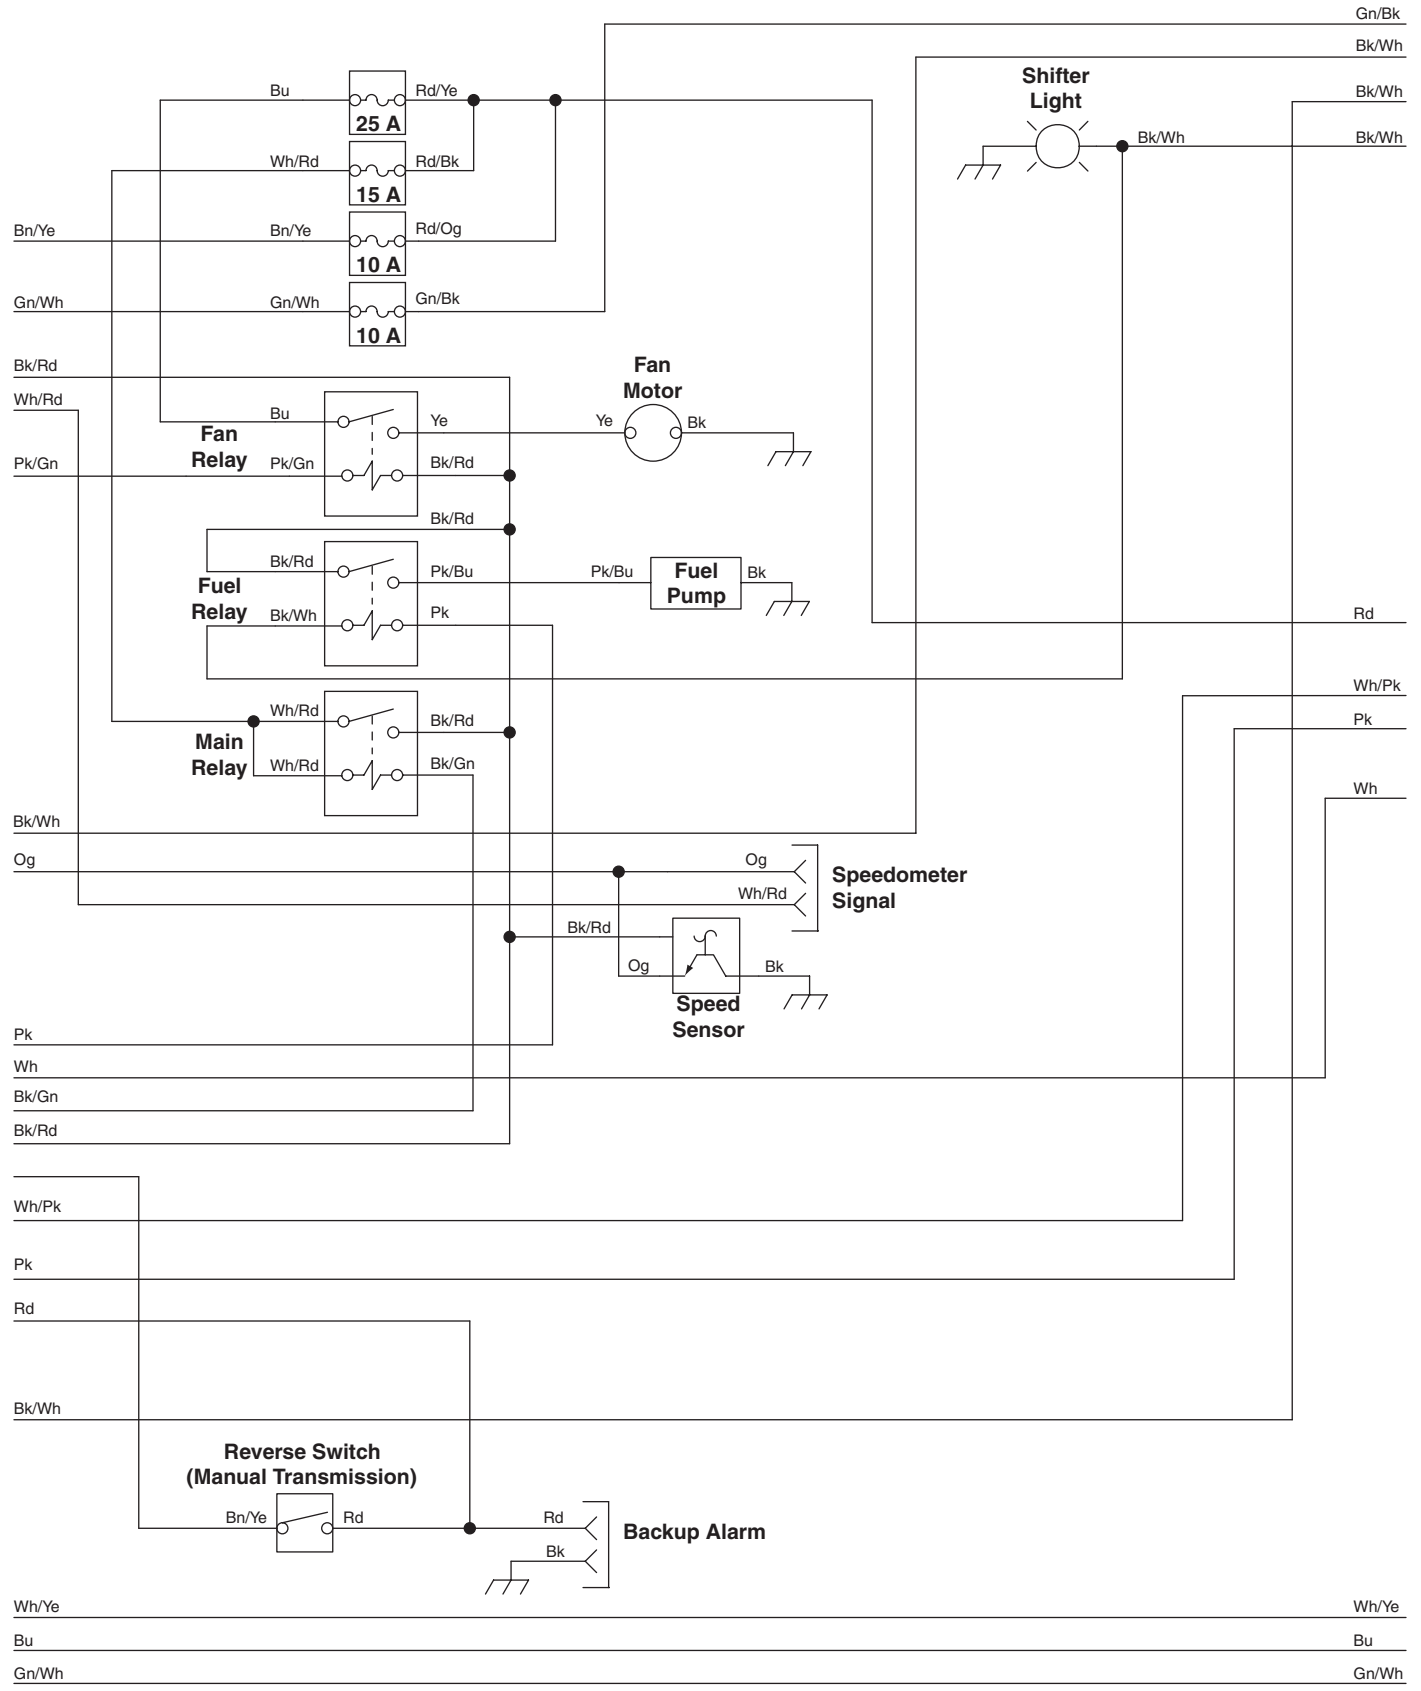 Gn/Bk
Bk/Wh
Shifter
Light
Bu
Rd/Ye
25 A
Bk/Wh
Bk/Wh
Bk/Wh
Wh/Rd
Rd/Bk
15 A
Bn/Ye
Bn/Ye
Rd/Og
10 A
Gn/Wh
Gn/Wh
Gn/Bk
10 A
Bk/Rd
Fan
Motor
Wh/Rd
Bu
Ye
Ye
Bk
Fan
Relay
Pk/Gn
Pk/Gn
Bk/Rd
Bk/Rd
Bk/Rd
Pk/Bu
Pk/Bu
Fuel
Pump
Bk
Fuel
Relay
Bk/Wh
Pk
Rd
Wh/Pk
Wh/Rd
Bk/Rd
Pk
Main
Relay
Wh/Rd
Bk/Gn
Wh
Bk/Wh
Og
Og
Speedometer
Signal
Wh/Rd
Bk/Rd
Og
Bk
Speed
Sensor
Pk
Wh
Bk/Gn
Bk/Rd
Wh/Pk
Pk
Rd
Bk/Wh
Reverse Switch
(Manual Transmission)
Bn/Ye
Rd
Rd
Backup Alarm
Bk
Wh/Ye
Wh/Ye
Bu
Bu
Gn/Wh
Gn/Wh